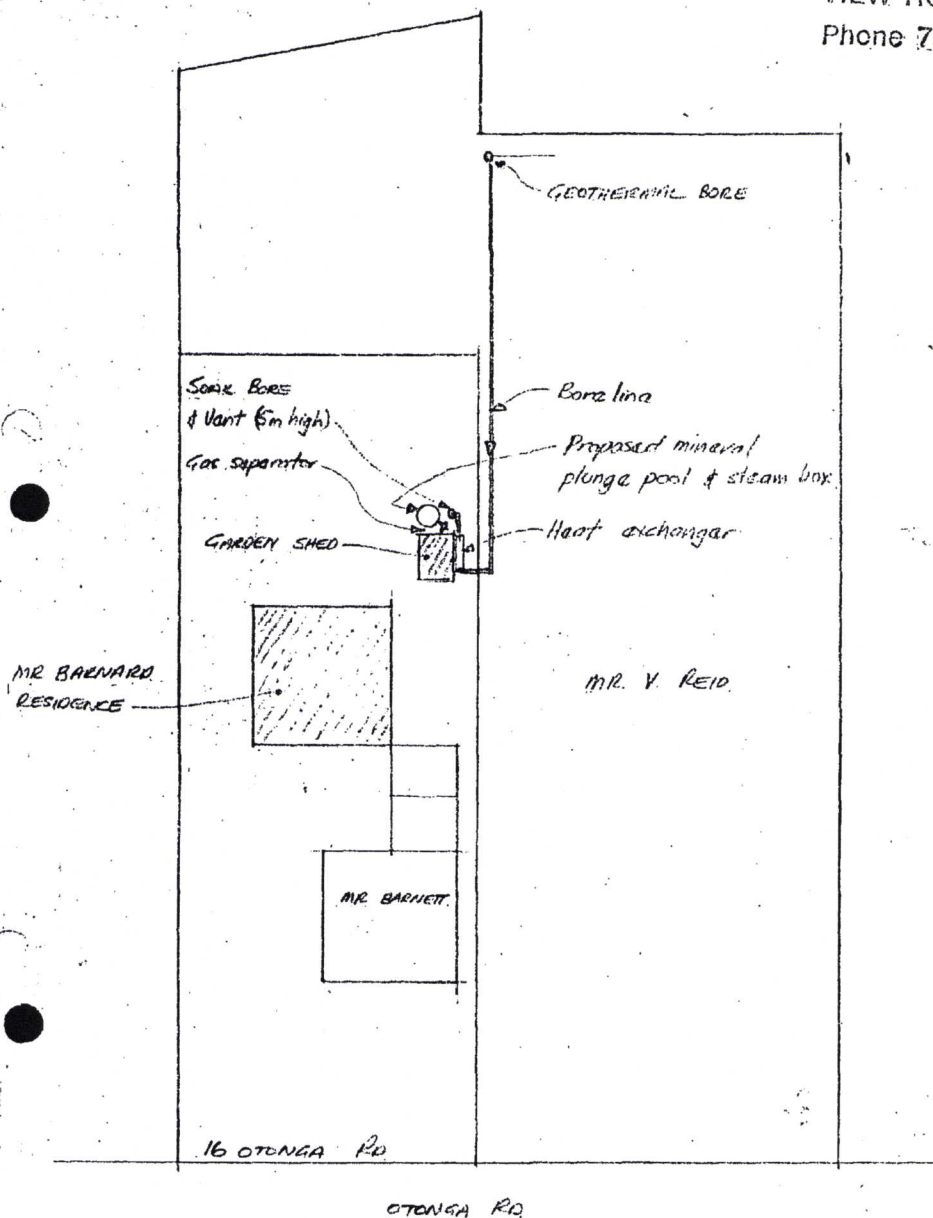 Phone 7
GEOTHERMAL BORE
SOAK BORE
& Vent (5m high)
Gas separator
GARDEN SHED
Bore line
Proposed mineral
plunge pool & steam box
Heat exchanger
MR BARNARD
RESIDENCE
MR. V. REID
MR BARNETT
16 OTONGA RD
OTONGA RD